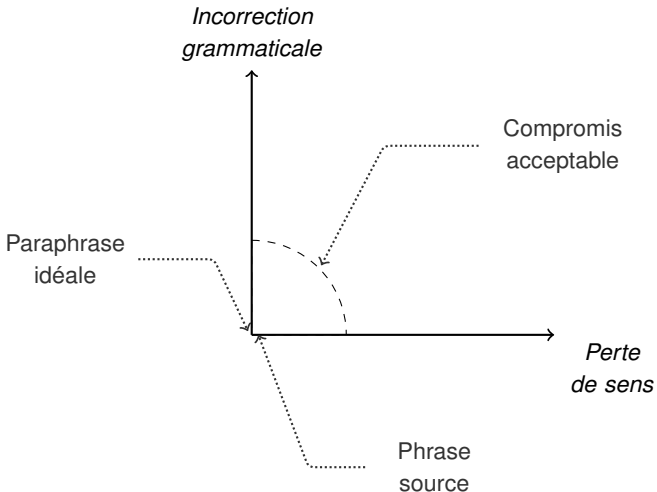 Incorrection
grammaticale
Compromis
acceptable
Paraphrase
idéale
Perte
de sens
Phrase
source